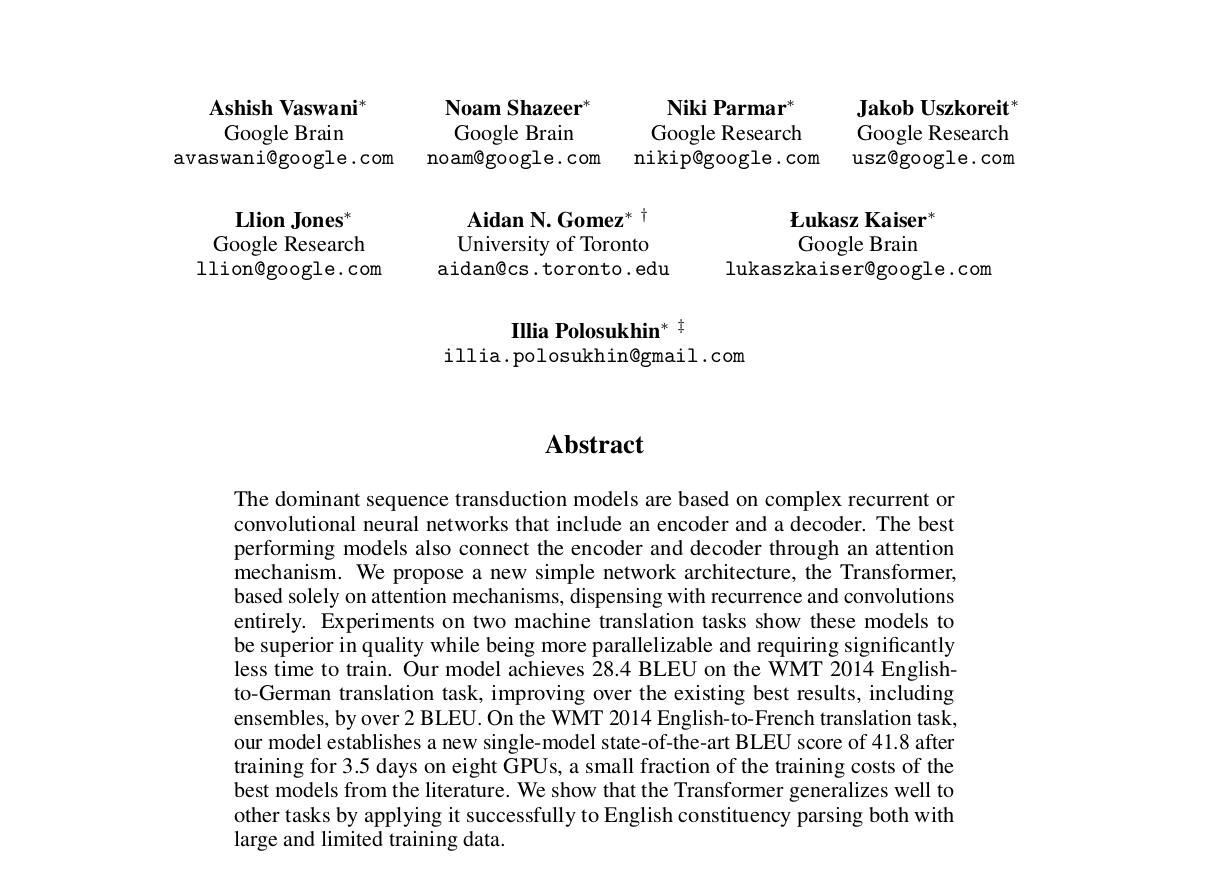 Ashish Vaswani* Noam Shazeer* Niki Parmar* Jakob Uszkoreit*
Google Brain Google Brain Google Research Google Research
avaswani@google.com noam@google.com nikip@google.com usz@google.com
Llion Jones* Aidan N. Gomez* † Łukasz Kaiser*
Google Research University of Toronto Google Brain
llion@google.com aidan@cs.toronto.edu lukaszkaiser@google.com
Illia Polosukhin* ‡
illia.polosukhin@gmail.com
Abstract
The dominant sequence transduction models are based on complex recurrent or
convolutional neural networks that include an encoder and a decoder. The best
performing models also connect the encoder and decoder through an attention
mechanism. We propose a new simple network architecture, the Transformer,
based solely on attention mechanisms, dispensing with recurrence and convolutions
entirely. Experiments on two machine translation tasks show these models to
be superior in quality while being more parallelizable and requiring significantly
less time to train. Our model achieves 28.4 BLEU on the WMT 2014 English-
to-German translation task, improving over the existing best results, including
ensembles, by over 2 BLEU. On the WMT 2014 English-to-French translation task,
our model establishes a new single-model state-of-the-art BLEU score of 41.8 after
training for 3.5 days on eight GPUs, a small fraction of the training costs of the
best models from the literature. We show that the Transformer generalizes well to
other tasks by applying it successfully to English constituency parsing both with
large and limited training data.